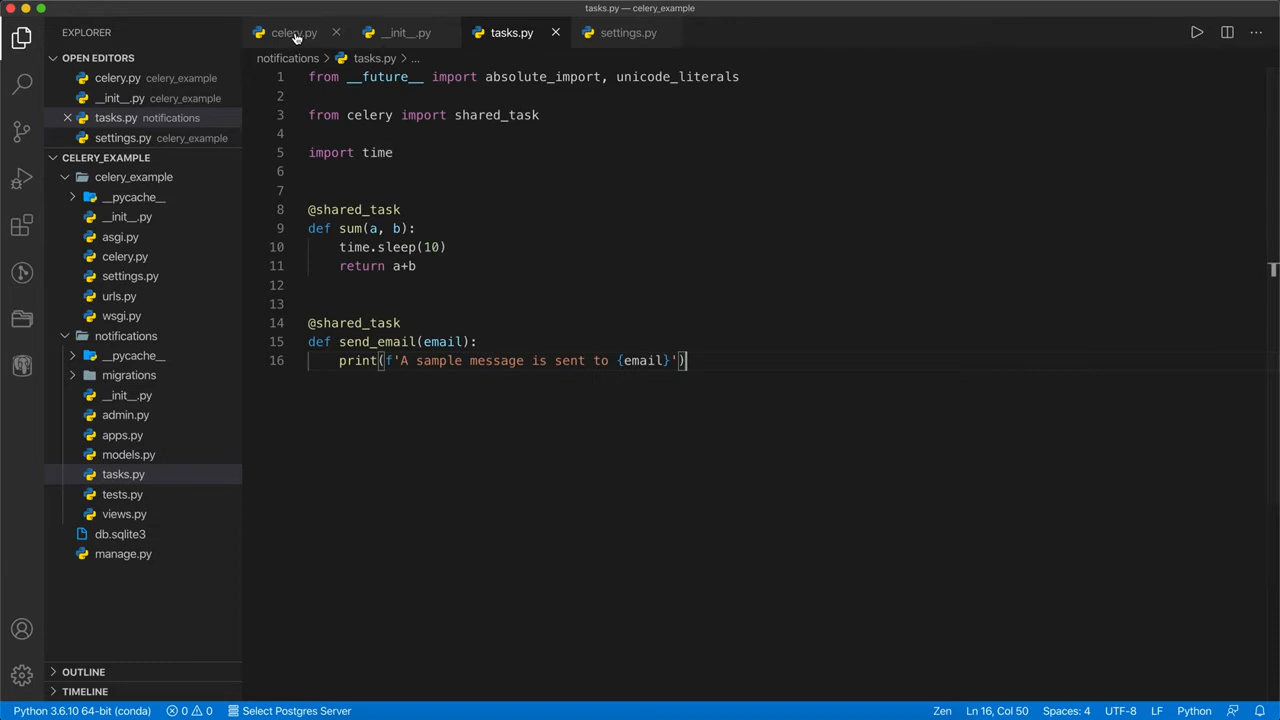 tasks.py — celery_example
EXPLORER
celery.py
__init__.py
tasks.py
settings.py
OPEN EDITORS
celery.py celery_example
__init__.py celery_example
tasks.py notifications
settings.py celery_example
CELERY_EXAMPLE
celery_example
__pycache__
__init__.py
asgi.py
celery.py
settings.py
urls.py
wsgi.py
notifications
__pycache__
migrations
__init__.py
admin.py
apps.py
models.py
tasks.py
tests.py
views.py
db.sqlite3
manage.py
OUTLINE
TIMELINE
notifications > tasks.py > ...
1 from __future__ import absolute_import, unicode_literals
2
3 from celery import shared_task
4
5 import time
6
7
8 @shared_task
9 def sum(a, b):
10 time.sleep(10)
11 return a+b
12
13
14 @shared_task
15 def send_email(email):
16 print(f'A sample message is sent to {email}')
Python 3.6.10 64-bit (conda) 0 0 Select Postgres Server Zen Ln 16, Col 50 Spaces: 4 UTF-8 LF Python